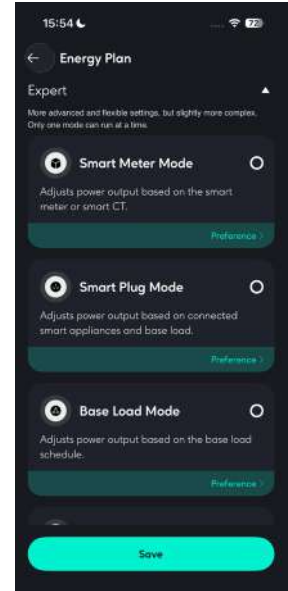 15:54
72
Energy Plan
Expert
More advanced and flexible settings, but slightly more complex.
Only one mode can run at a time.
Smart Meter Mode
Adjusts power output based on the smart
meter or smart CT.
Preference >
Smart Plug Mode
Adjusts power output based on connected
smart appliances and base load.
Preference >
Base Load Mode
Adjusts power output based on the base load
schedule.
Preference >
Save